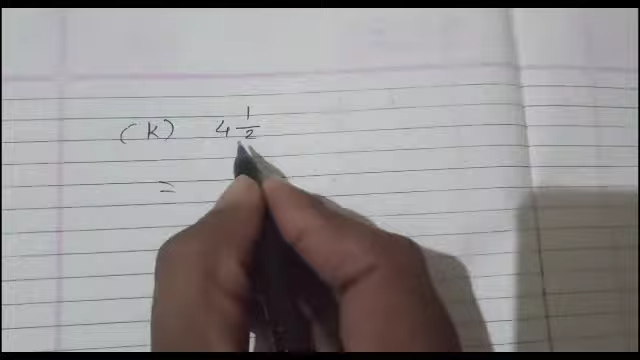 (K) 4 1/2
=